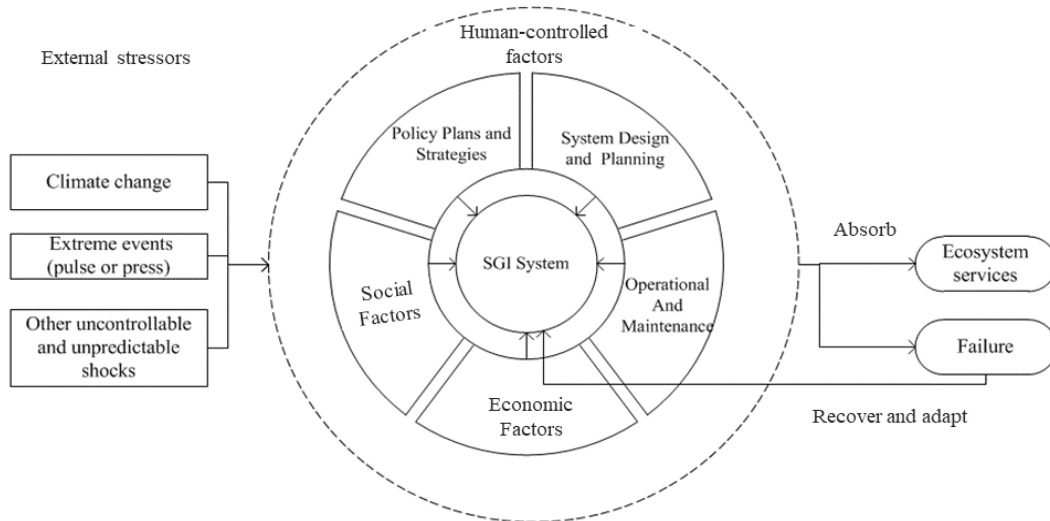 External stressors
Climate change
Extreme events
(pulse or press)
Other uncontrollable
and unpredictable
shocks
Human-controlled
factors
Policy Plans and
Strategies
System Design
and Planning
Social
Factors
SGI System
Operational
And
Maintenance
Economic
Factors
Absorb
Ecosystem
services
Failure
Recover and adapt